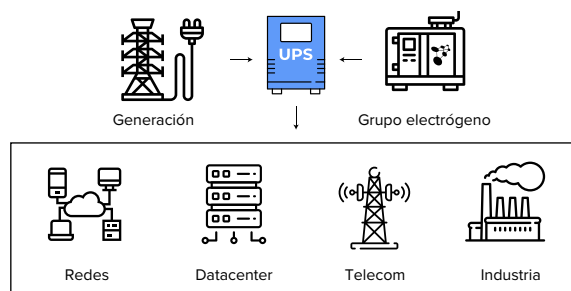 UPS
Generación
Grupo electrógeno
Redes
Datacenter
Telecom
Industria